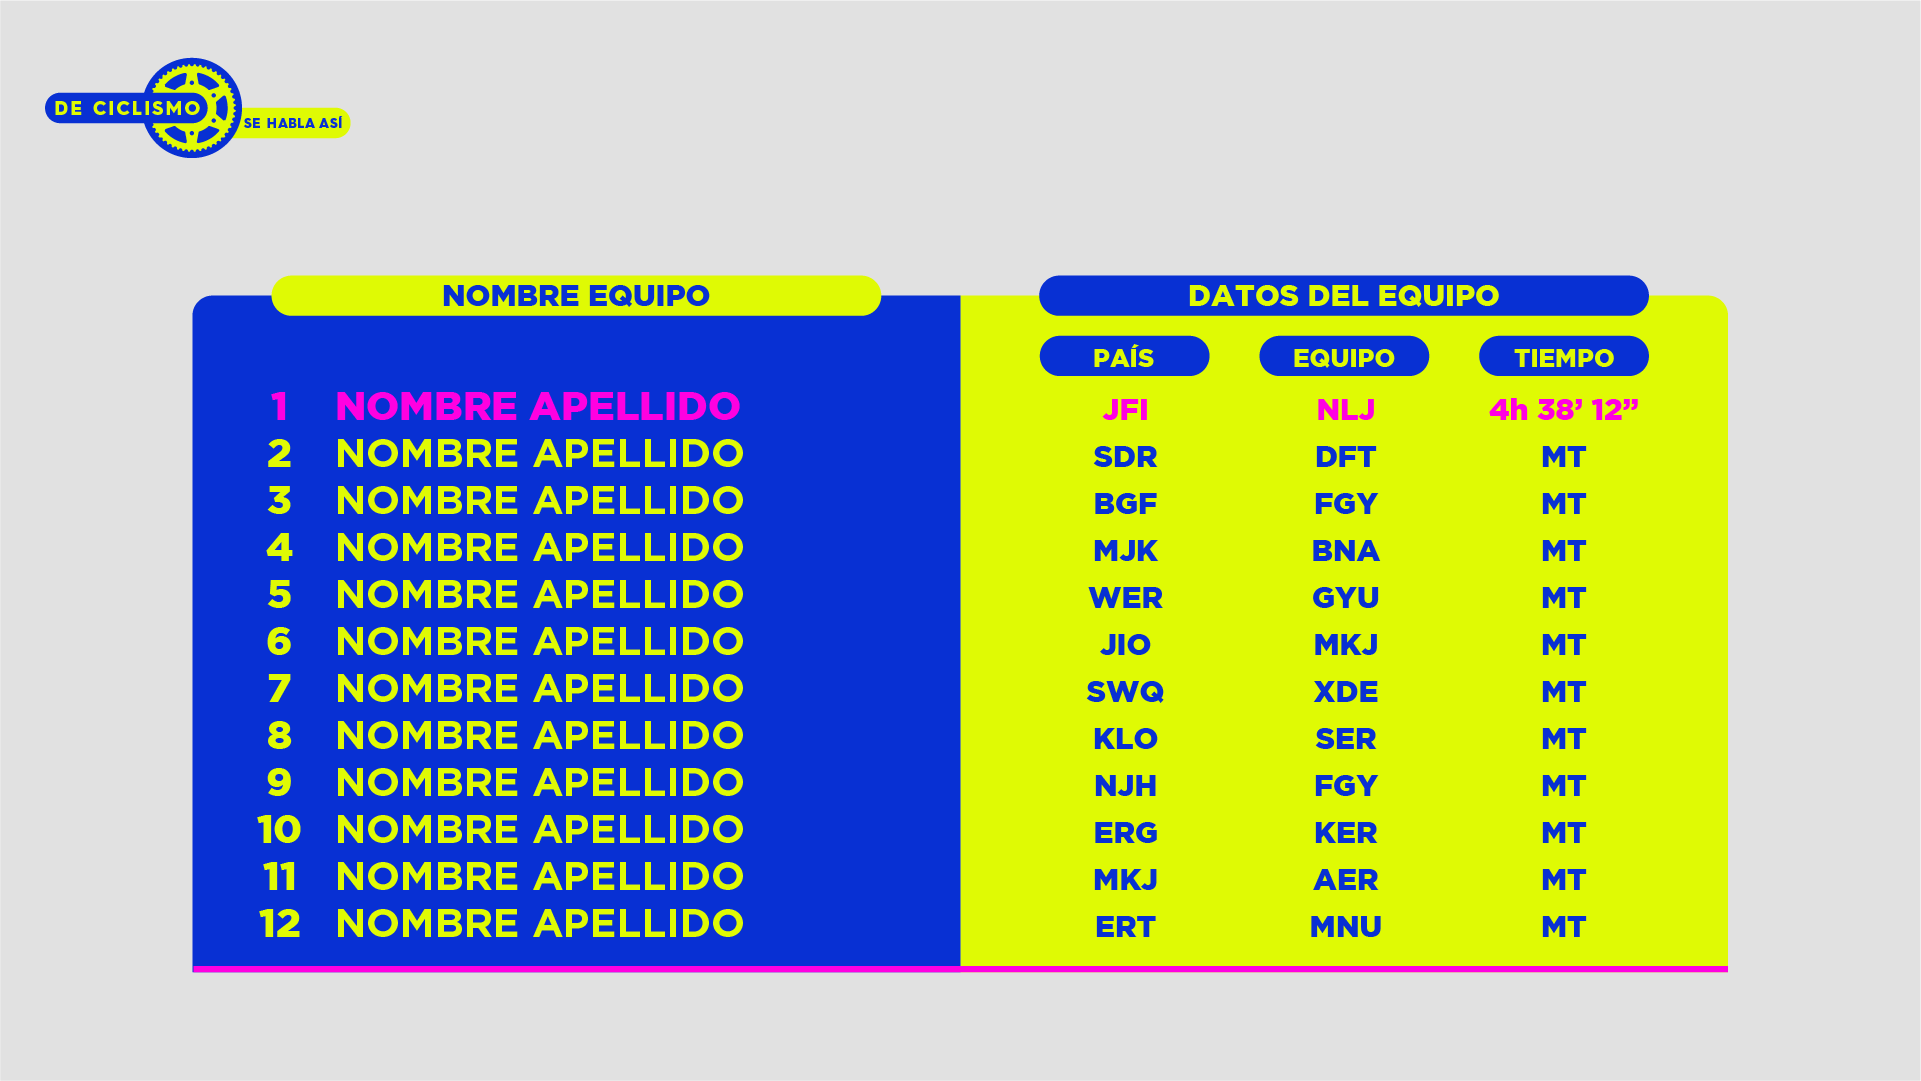 DE CICLISMO
SE HABLA ASÍ
NOMBRE EQUIPO
DATOS DEL EQUIPO
PAÍS EQUIPO TIEMPO
1 NOMBRE APELLIDO JFI NLJ 4h 38’ 12”
2 NOMBRE APELLIDO SDR DFT MT
3 NOMBRE APELLIDO BGF FGY MT
4 NOMBRE APELLIDO MJK BNA MT
5 NOMBRE APELLIDO WER GYU MT
6 NOMBRE APELLIDO JIO MKJ MT
7 NOMBRE APELLIDO SWQ XDE MT
8 NOMBRE APELLIDO KLO SER MT
9 NOMBRE APELLIDO NJH FGY MT
10 NOMBRE APELLIDO ERG KER MT
11 NOMBRE APELLIDO MKJ AER MT
12 NOMBRE APELLIDO ERT MNU MT